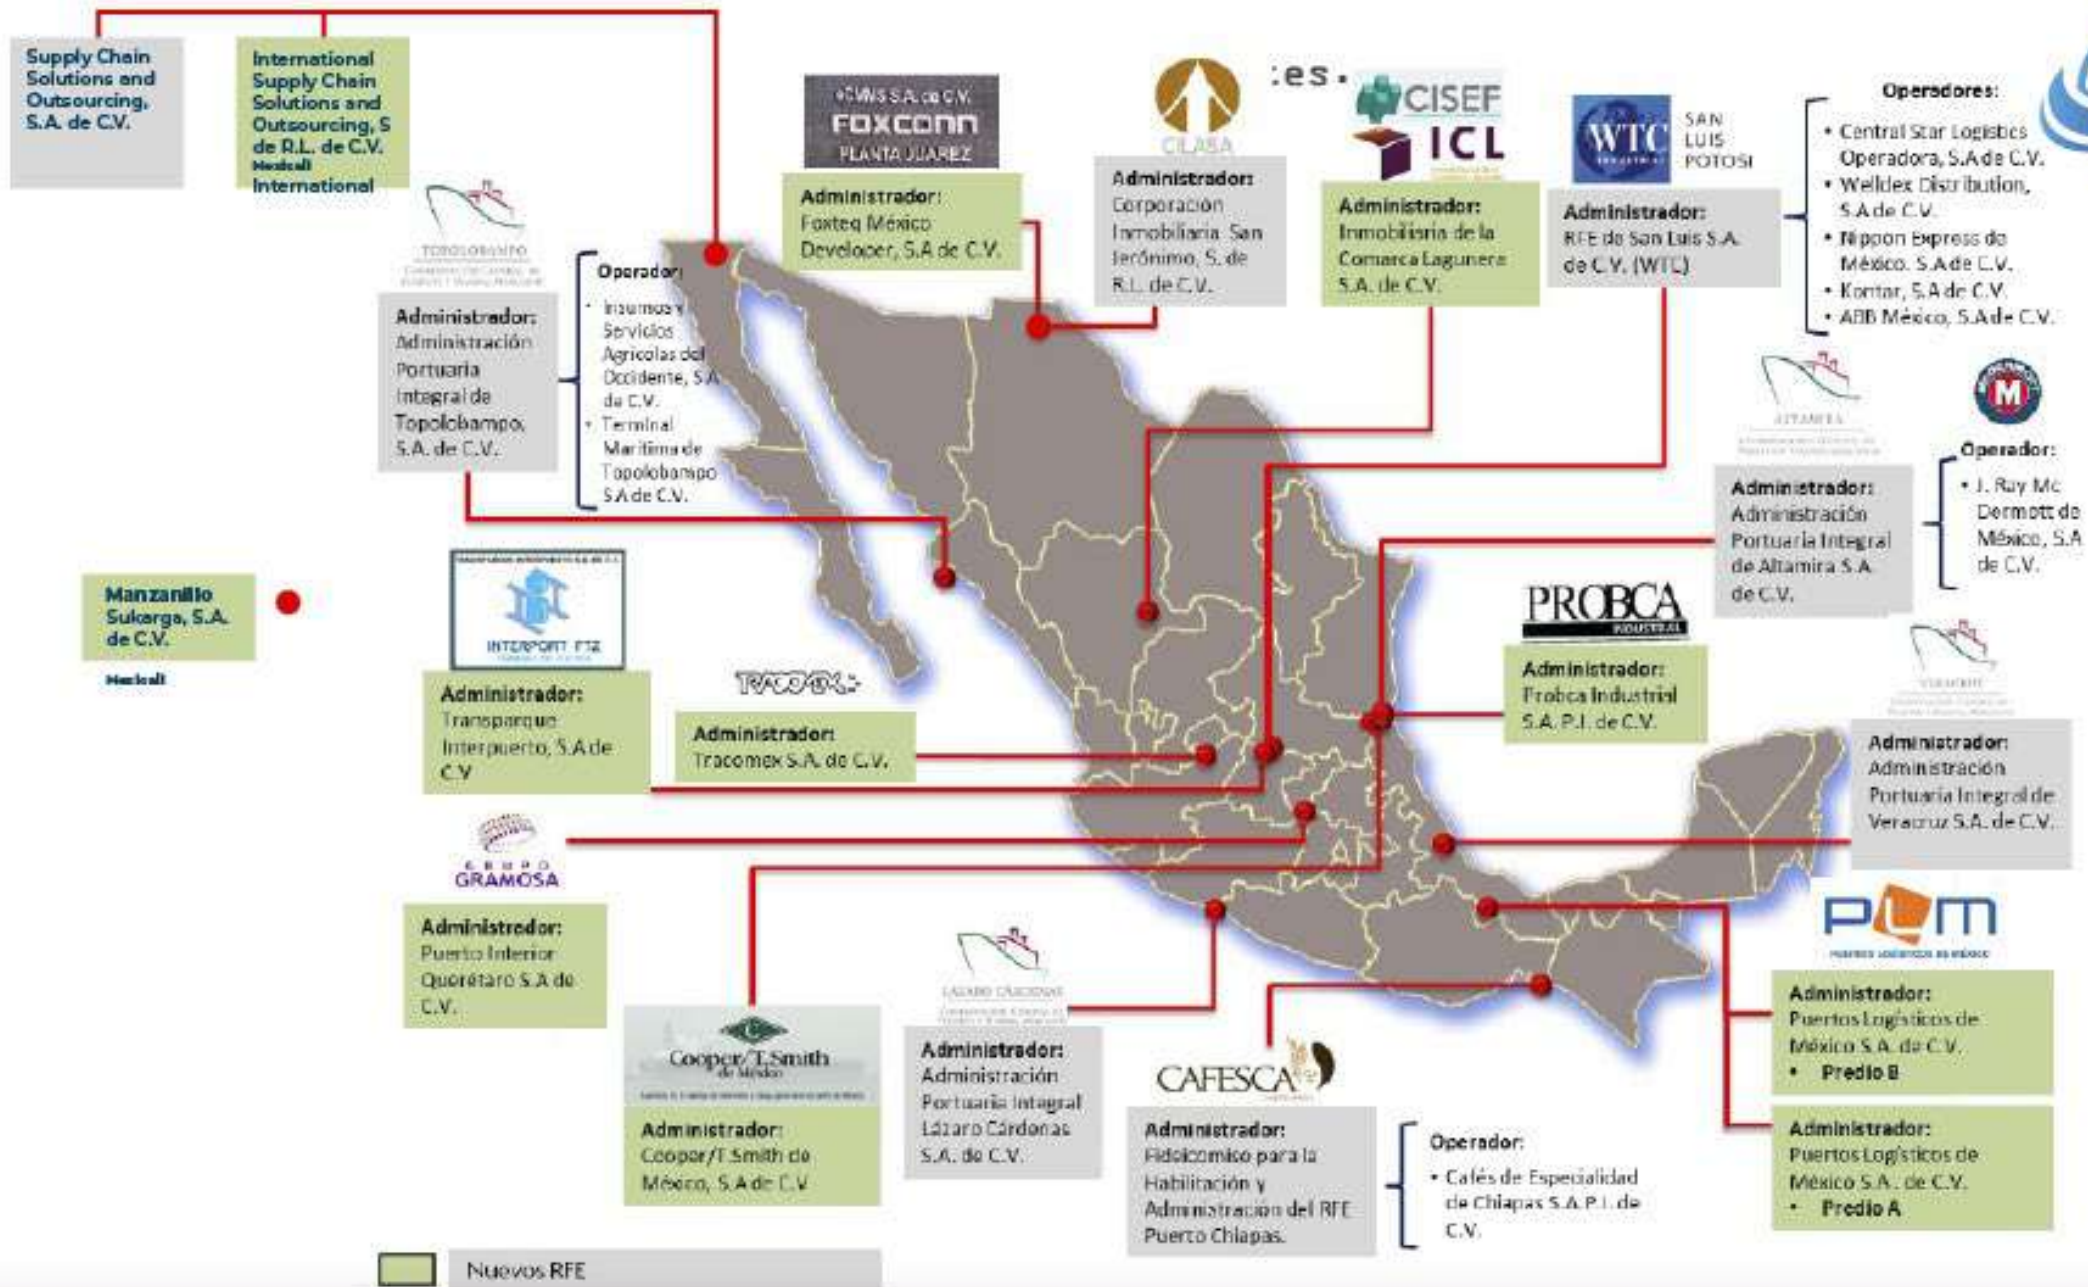 Supply Chain
Solutions and
Outsourcing,
S.A. de C.V.
International
Supply Chain
Solutions and
Outsourcing, S
de R.L. de C.V.
Mexicali
International
TOPOLOBAMPO
Administrador:
Administración
Portuaria
Integral de
Topolobampo,
S.A. de C.V.
Operador:
• Insumos y
Servicios
Agrícolas del
Occidente, S.A
de C.V.
• Terminal
Marítima de
Topolobampo
S.A de C.V.
eCMMS S.A. de C.V.
FOXCONN
PLANTA JUAREZ
Administrador:
Foxteq México
Developer, S.A de C.V.
CILASA
Administrador:
Corporación
Inmobiliaria San
Jerónimo, S. de
R.L. de C.V.
:es.
CISEF
ICL
Administrador:
Inmobiliaria de la
Comarca Lagunera
S.A. de C.V.
WTC
INDUSTRIAL
SAN
LUIS
POTOSI
Administrador:
RFE de San Luis S.A.
de C.V. (WTC)
Operadores:
• Central Star Logistics
Operadora, S.A de C.V.
• Welldex Distribution,
S.A de C.V.
• Nippon Express de
México. S.A de C.V.
• Kontar, S.A de C.V.
• ABB México, S.A de C.V.
ALTAMIRA
Administrador:
Administración
Portuaria Integral
de Altamira S.A.
de C.V.
M
Operador:
• J. Ray Mc
Dermott de
México, S.A
de C.V.
Manzanillo
Sukarga, S.A.
de C.V.
Mexicali
INTERPORT FTZ
Administrador:
Transparque
Interpuerto, S.A de
C.V
TRACOMEX
Administrador:
Tracomex S.A. de C.V.
PROBCA
INDUSTRIAL
Administrador:
Probca Industrial
S.A. P.I. de C.V.
VERACRUZ
Administrador:
Administración
Portuaria Integral de
Veracruz S.A. de C.V.
GRUPO
GRAMOSA
Administrador:
Puerto Interior
Querétaro S.A de
C.V.
Cooper/T.Smith
de México
Administrador:
Cooper/T.Smith de
México, S.A de C.V
LÁZARO CÁRDENAS
Administrador:
Administración
Portuaria Integral
Lázaro Cárdenas
S.A. de C.V.
CAFESCA
Administrador:
Fideicomiso para la
Habilitación y
Administración del RFE
Puerto Chiapas.
Operador:
• Cafés de Especialidad
de Chiapas S.A.P.I. de
C.V.
PLM
PUERTOS LOGÍSTICOS DE MÉXICO
Administrador:
Puertos Logísticos de
México S.A. de C.V.
• Predio B
Administrador:
Puertos Logísticos de
México S.A. de C.V.
• Predio A
Nuevos RFE